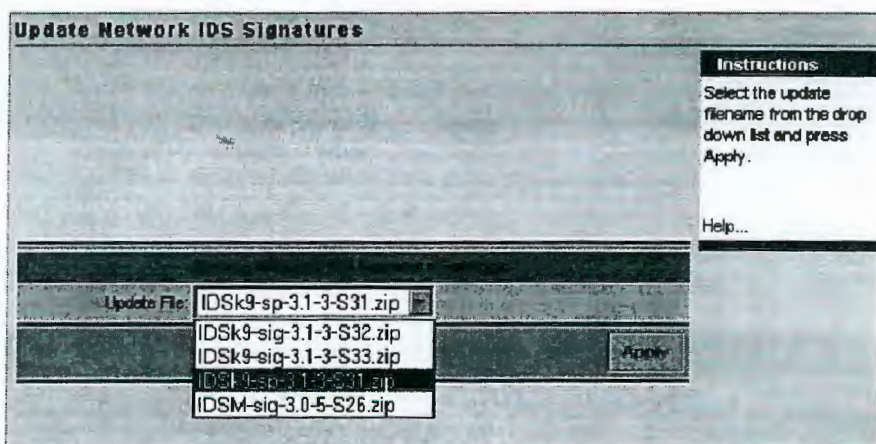 Update Network IDS Signatures
Instructions
Select the update
filename from the drop
down list and press
Apply.
Help...
Update File: IDSk9-sp-3.1-3-S31.zip
IDSk9-sig-3.1-3-S32.zip
IDSk9-sig-3.1-3-S33.zip
IDSk9-sp-3.1-3-S31.zip
IDSM-sig-3.0-5-S26.zip
Apply